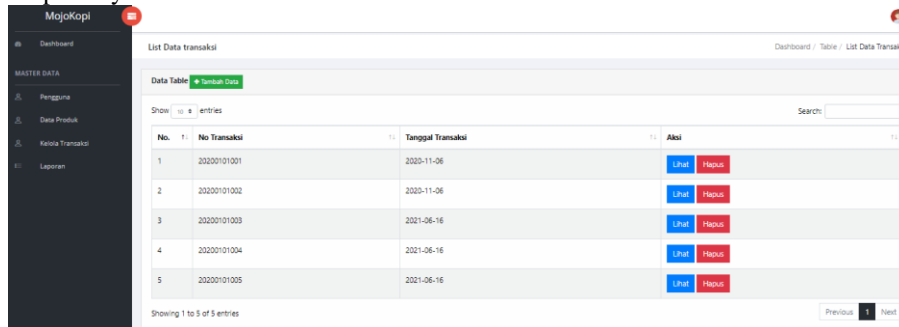 MojoKopi
Dashboard
MASTER DATA
Pengguna
Data Produk
Kelola Transaksi
Laporan
List Data transaksi
Dashboard / Table / List Data Transak
Data Table + Tambah Data
Show 10 entries
Search:
No. No Transaksi Tanggal Transaksi Aksi
1 20200101001 2020-11-06 Lihat Hapus
2 20200101002 2020-11-06 Lihat Hapus
3 20200101003 2021-06-16 Lihat Hapus
4 20200101004 2021-06-16 Lihat Hapus
5 20200101005 2021-06-16 Lihat Hapus
Showing 1 to 5 of 5 entries
Previous 1 Next